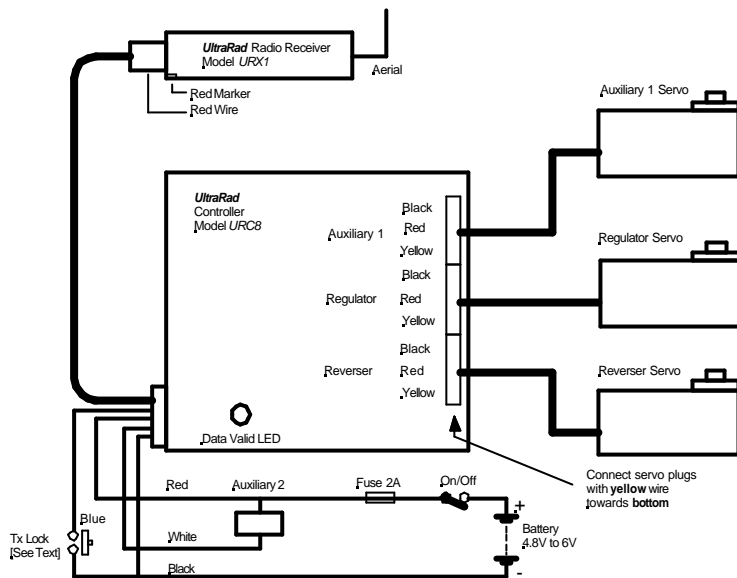 UltraRad Radio Receiver
Model URX1
Aerial
Red Marker
Red Wire
Auxiliary 1 Servo
UltraRad
Controller
Model URC8
Black
Auxiliary 1
Red
Yellow
Regulator Servo
Black
Regulator
Red
Yellow
Black
Reverser
Red
Yellow
Reverser Servo
Data Valid LED
Connect servo plugs
with yellow wire
towards bottom
Red
Auxiliary 2
Fuse 2A
On/Off
+
Battery
4.8V to 6V
-
Blue
Tx Lock
[See Text]
White
Black